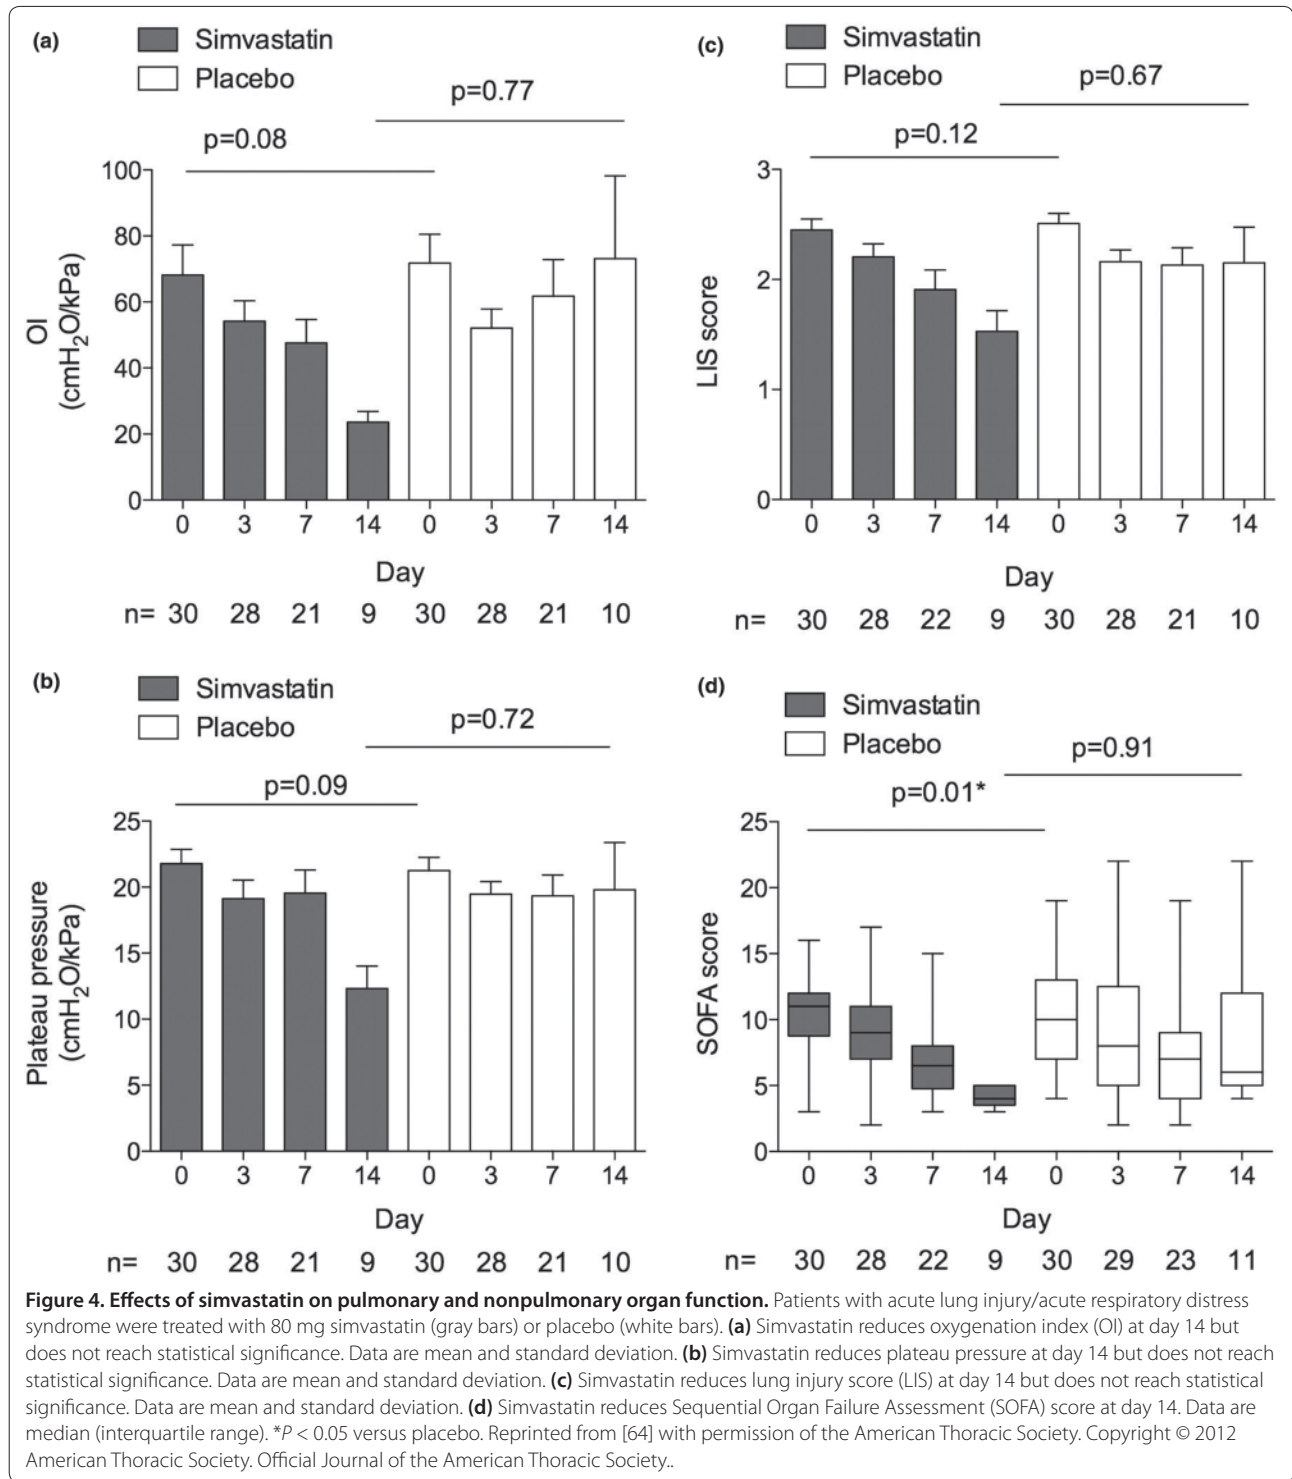 (a)
Simvastatin
Placebo
p=0.77
p=0.08
100
80
60
40
20
0
OI
(cmH2O/kPa)
0 3 7 14 0 3 7 14
Day
n= 30 28 21 9 30 28 21 10
(c)
Simvastatin
Placebo
p=0.67
p=0.12
3
2
1
0
LIS score
0 3 7 14 0 3 7 14
Day
n= 30 28 22 9 30 28 21 10
(b)
Simvastatin
Placebo
p=0.72
p=0.09
25
20
15
10
5
0
Plateau pressure
(cmH2O/kPa)
0 3 7 14 0 3 7 14
Day
n= 30 28 21 9 30 28 21 10
(d)
Simvastatin
Placebo
p=0.91
p=0.01*
25
20
15
10
5
0
SOFA score
0 3 7 14 0 3 7 14
Day
n= 30 28 22 9 30 29 23 11
Figure 4. Effects of simvastatin on pulmonary and nonpulmonary organ function. Patients with acute lung injury/acute respiratory distress
syndrome were treated with 80 mg simvastatin (gray bars) or placebo (white bars). (a) Simvastatin reduces oxygenation index (OI) at day 14 but
does not reach statistical significance. Data are mean and standard deviation. (b) Simvastatin reduces plateau pressure at day 14 but does not reach
statistical significance. Data are mean and standard deviation. (c) Simvastatin reduces lung injury score (LIS) at day 14 but does not reach statistical
significance. Data are mean and standard deviation. (d) Simvastatin reduces Sequential Organ Failure Assessment (SOFA) score at day 14. Data are
median (interquartile range). *P < 0.05 versus placebo. Reprinted from [64] with permission of the American Thoracic Society. Copyright © 2012
American Thoracic Society. Official Journal of the American Thoracic Society..